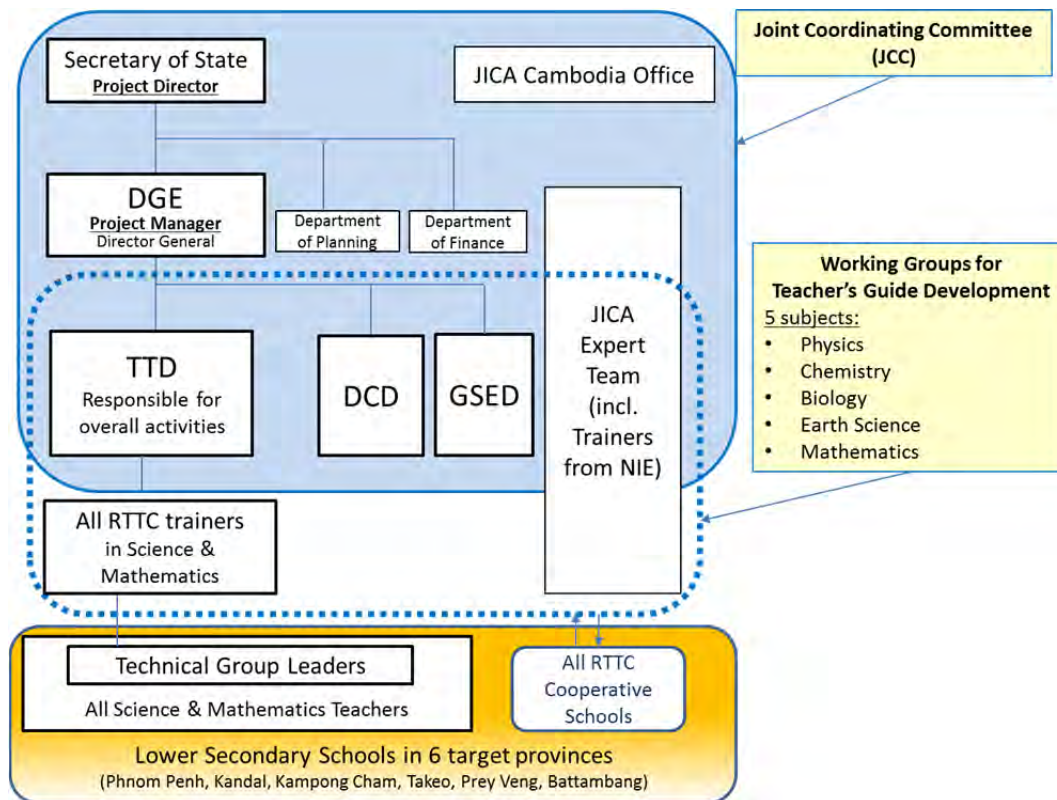 Secretary of State
Project Director
JICA Cambodia Office
Joint Coordinating Committee
(JCC)
DGE
Project Manager
Director General
Department
of Planning
Department
of Finance
JICA
Expert
Team
(incl.
Trainers
from NIE)
Working Groups for
Teacher's Guide Development
5 subjects:
• Physics
• Chemistry
• Biology
• Earth Science
• Mathematics
TTD
Responsible for
overall activities
DCD
GSED
All RTTC trainers
in Science &
Mathematics
Technical Group Leaders
All Science & Mathematics Teachers
All RTTC
Cooperative
Schools
Lower Secondary Schools in 6 target provinces
(Phnom Penh, Kandal, Kampong Cham, Takeo, Prey Veng, Battambang)